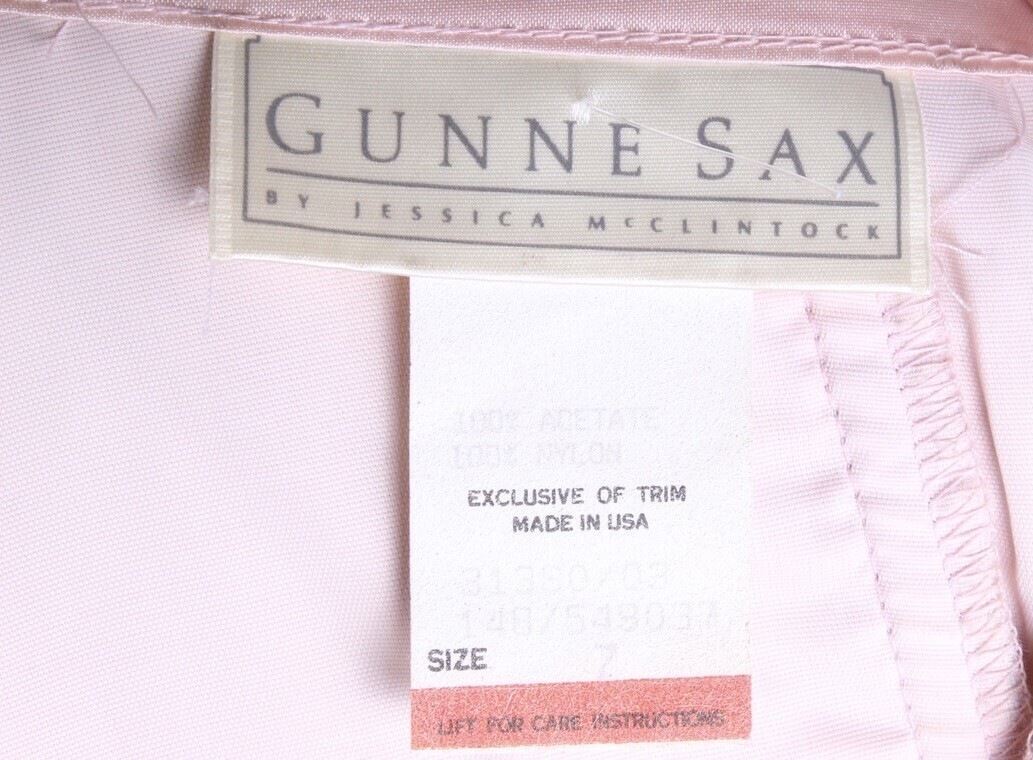 GUNNE SAX
BY JESSICA McCLINTOCK
100% ACETATE
100% NYLON
EXCLUSIVE OF TRIM
MADE IN USA
31360/03
140/549037
SIZE 7
LIFT FOR CARE INSTRUCTIONS